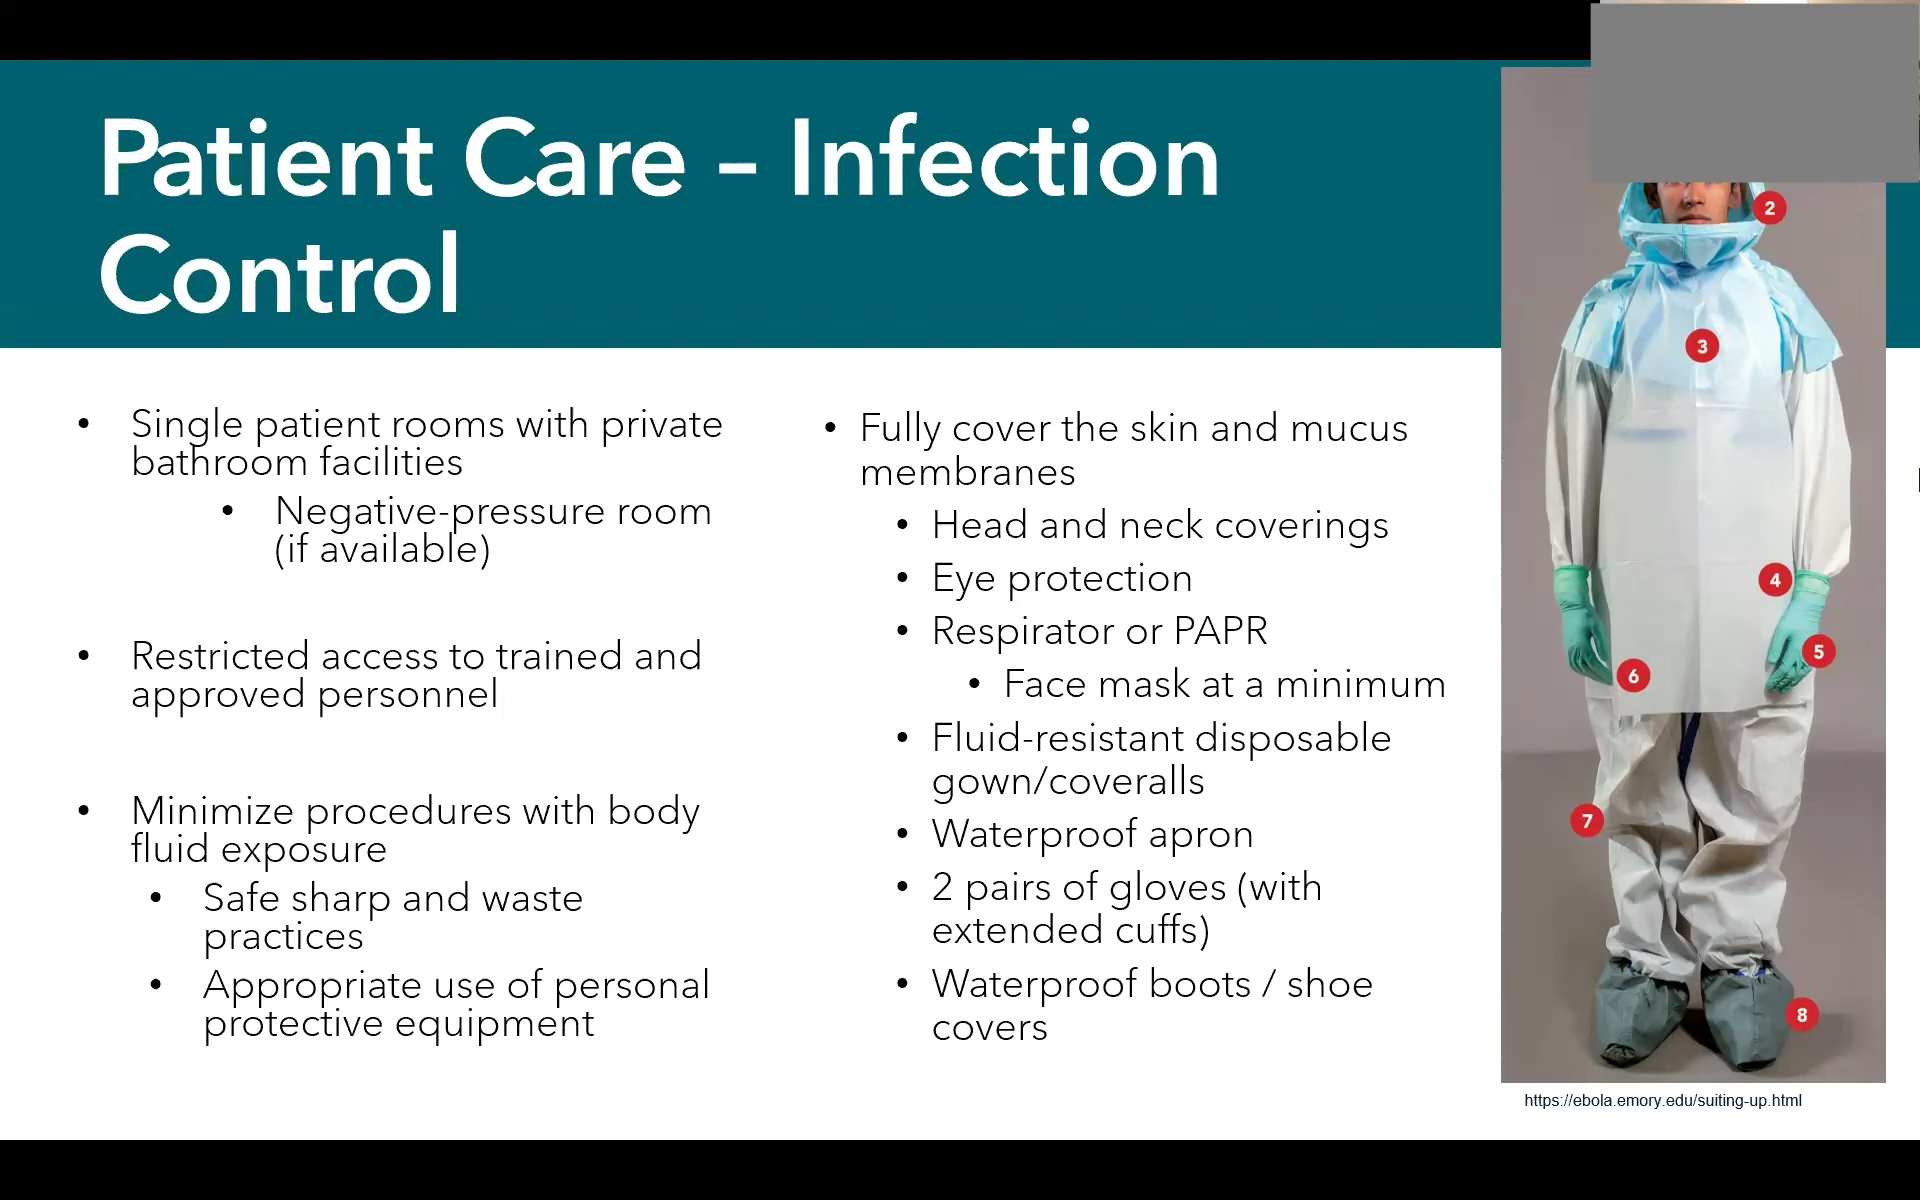 Patient Care – Infection
Control
• Single patient rooms with private
bathroom facilities
• Negative-pressure room
(if available)
• Restricted access to trained and
approved personnel
• Minimize procedures with body
fluid exposure
• Safe sharp and waste
practices
• Appropriate use of personal
protective equipment
• Fully cover the skin and mucus
membranes
• Head and neck coverings
• Eye protection
• Respirator or PAPR
• Face mask at a minimum
• Fluid-resistant disposable
gown/coveralls
• Waterproof apron
• 2 pairs of gloves (with
extended cuffs)
• Waterproof boots / shoe
covers
2
3
4
5
6
7
8
https://ebola.emory.edu/suiting-up.html